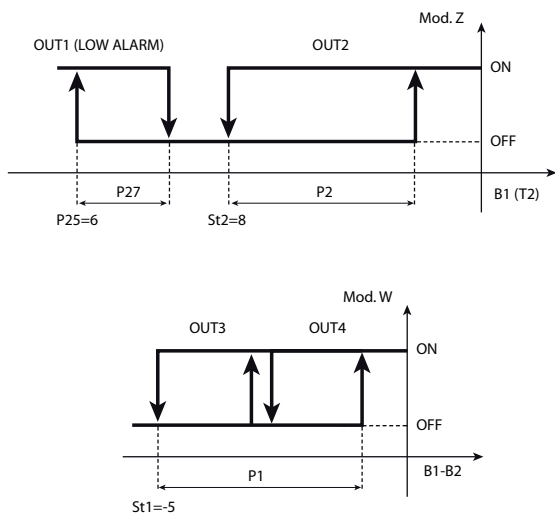 Mod. Z
OUT1 (LOW ALARM)
OUT2
ON
OFF
P27
P2
B1 (T2)
P25=6
St2=8
Mod. W
OUT3
OUT4
ON
OFF
P1
B1-B2
St1=-5